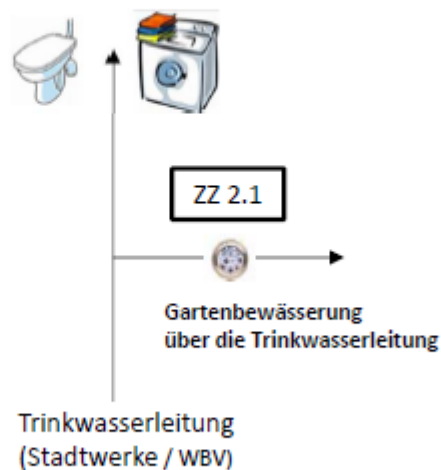 ZZ 2.1
Gartenbewässerung
über die Trinkwasserleitung
Trinkwasserleitung
(Stadtwerke / WBV)